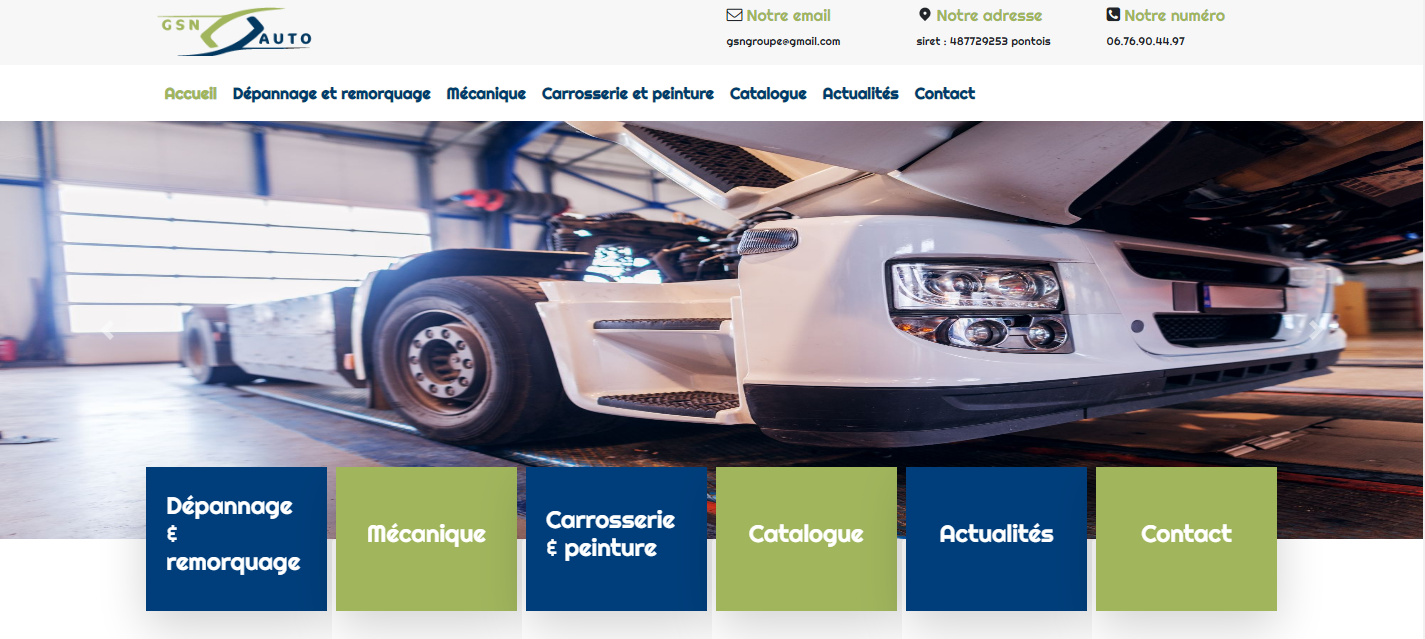 GSN
AUTO
Notre email
gsngroupe@gmail.com
Notre adresse
siret : 487729253 pontois
Notre numéro
06.76.90.44.97
Accueil Dépannage et remorquage Mécanique Carrosserie et peinture Catalogue Actualités Contact
Dépannage
&
remorquage
Mécanique
Carrosserie
& peinture
Catalogue
Actualités
Contact